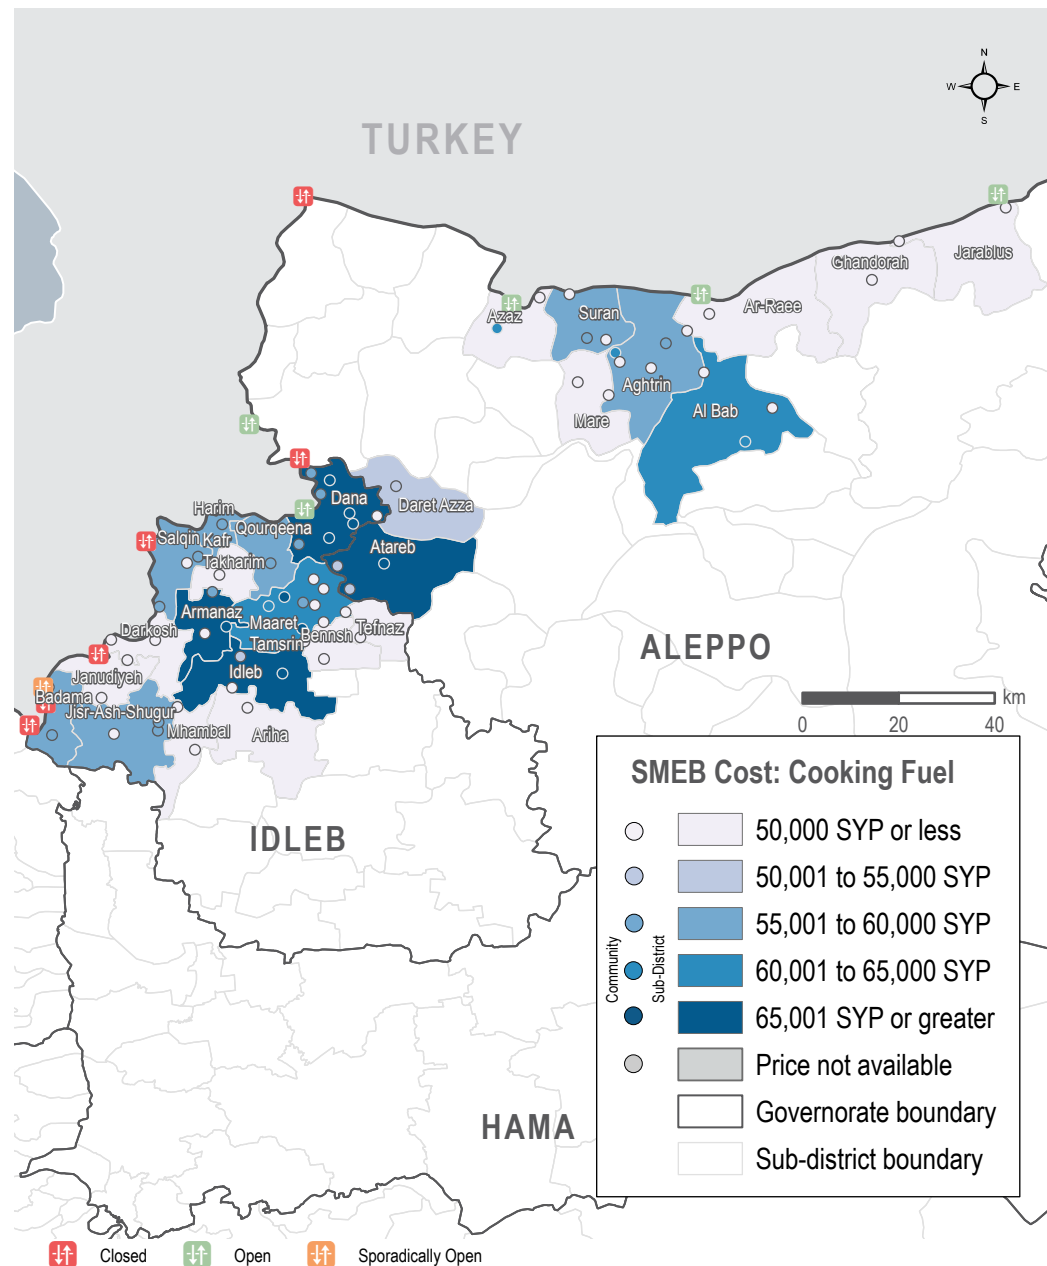 N
W E
S
TURKEY
Jarablus
Ghandorah
Ar-Raee
Azaz
Suran
Aghtrin
Mare
Al Bab
Dana
Daret Azza
Harim
Qourqeena
Salqin
Kafr
Takharim
Atareb
Armanaz
Maaret
Tamsrin
Bennsh
Tefnaz
Darkosh
Idleb
Janudiyeh
Badama
Jisr-Ash-Shugur
Mhambal
Ariha
ALEPPO
km
0 20 40
IDLEB
HAMA
SMEB Cost: Cooking Fuel
50,000 SYP or less
50,001 to 55,000 SYP
55,001 to 60,000 SYP
60,001 to 65,000 SYP
65,001 SYP or greater
Price not available
Governorate boundary
Sub-district boundary
Community
Sub-District
Closed Open Sporadically Open